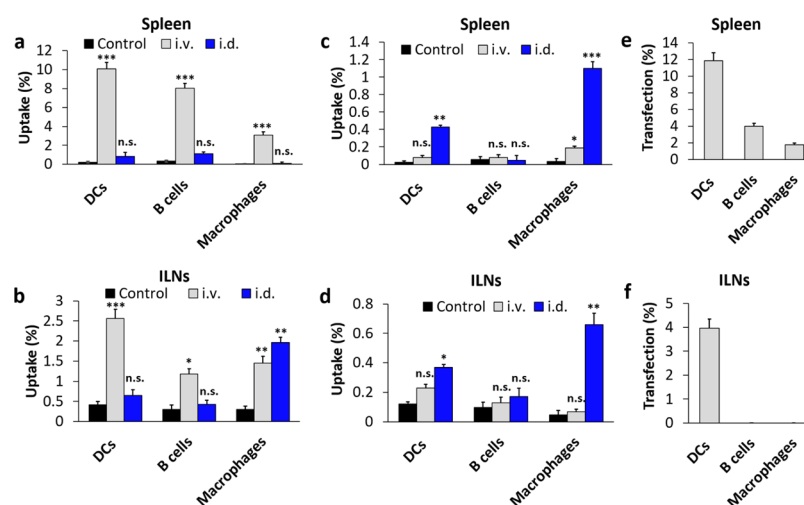 Spleen
a
Control i.v. i.d.
Uptake (%)
12
10
8
6
4
2
0
***
n.s.
***
n.s.
***
n.s.
DCs
B cells
Macrophages
Spleen
c
Control i.v. i.d.
Uptake (%)
1.4
1.2
1
0.8
0.6
0.4
0.2
0
n.s.
**
n.s.
n.s.
*
***
DCs
B cells
Macrophages
Spleen
e
Transfection (%)
14
12
10
8
6
4
2
DCs
B cells
Macrophages
ILNs
b
Control i.v. i.d.
Uptake (%)
3
2.5
2
1.5
1
0.5
0
***
n.s.
*
n.s.
**
**
DCs
B cells
Macrophages
ILNs
d
Control i.v. i.d.
Uptake (%)
0.8
0.6
0.4
0.2
0
n.s.
*
n.s.
n.s.
n.s.
**
DCs
B cells
Macrophages
ILNs
f
Transfection (%)
5
4
3
2
1
0
DCs
B cells
Macrophages